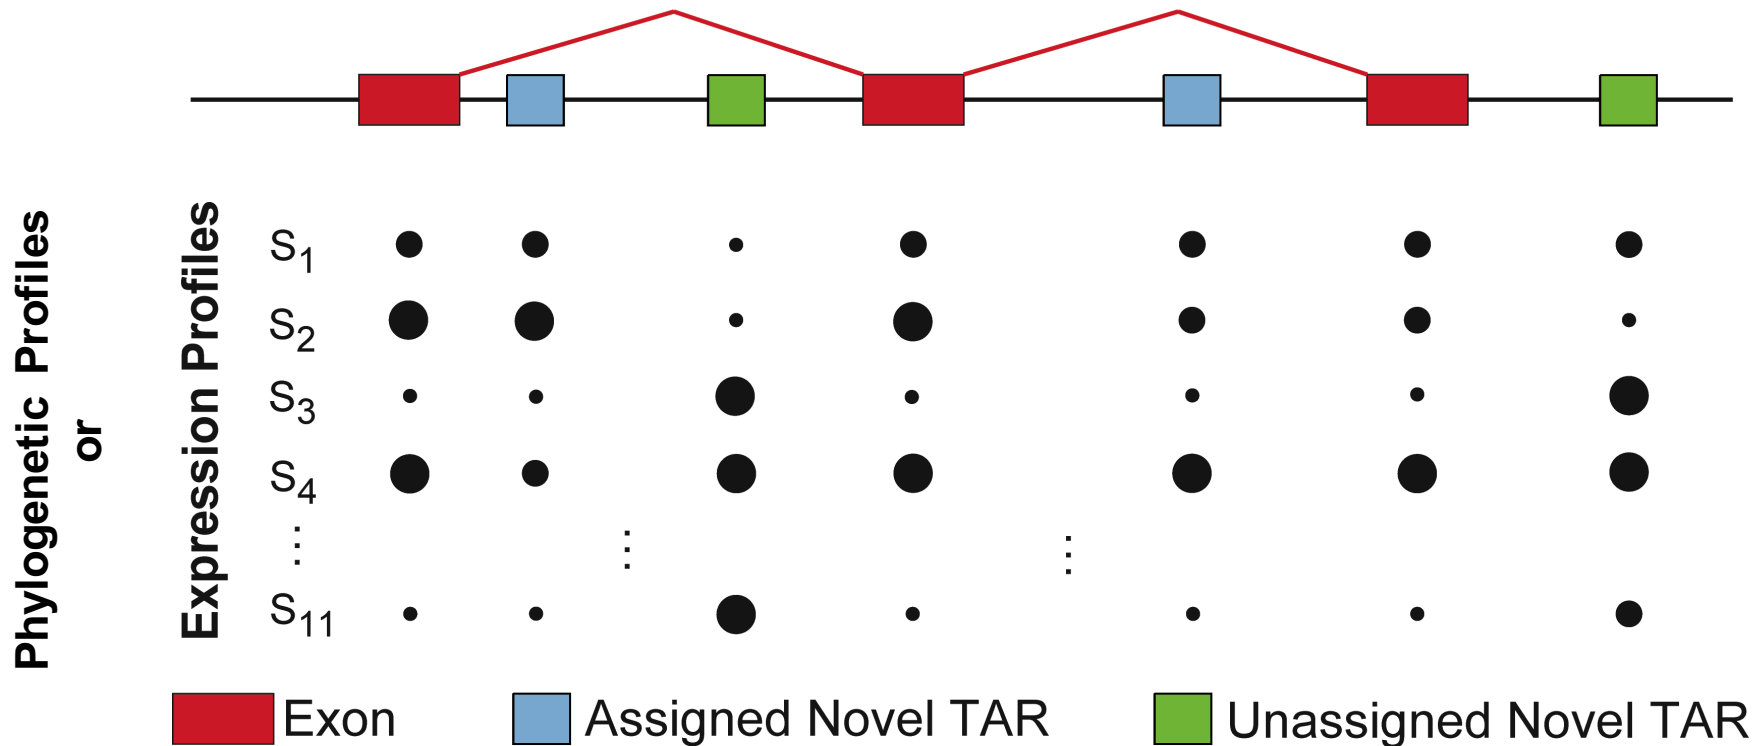 Phylogenetic Profiles
or
Expression Profiles
S1
S2
S3
S4
S11
Exon
Assigned Novel TAR
Unassigned Novel TAR